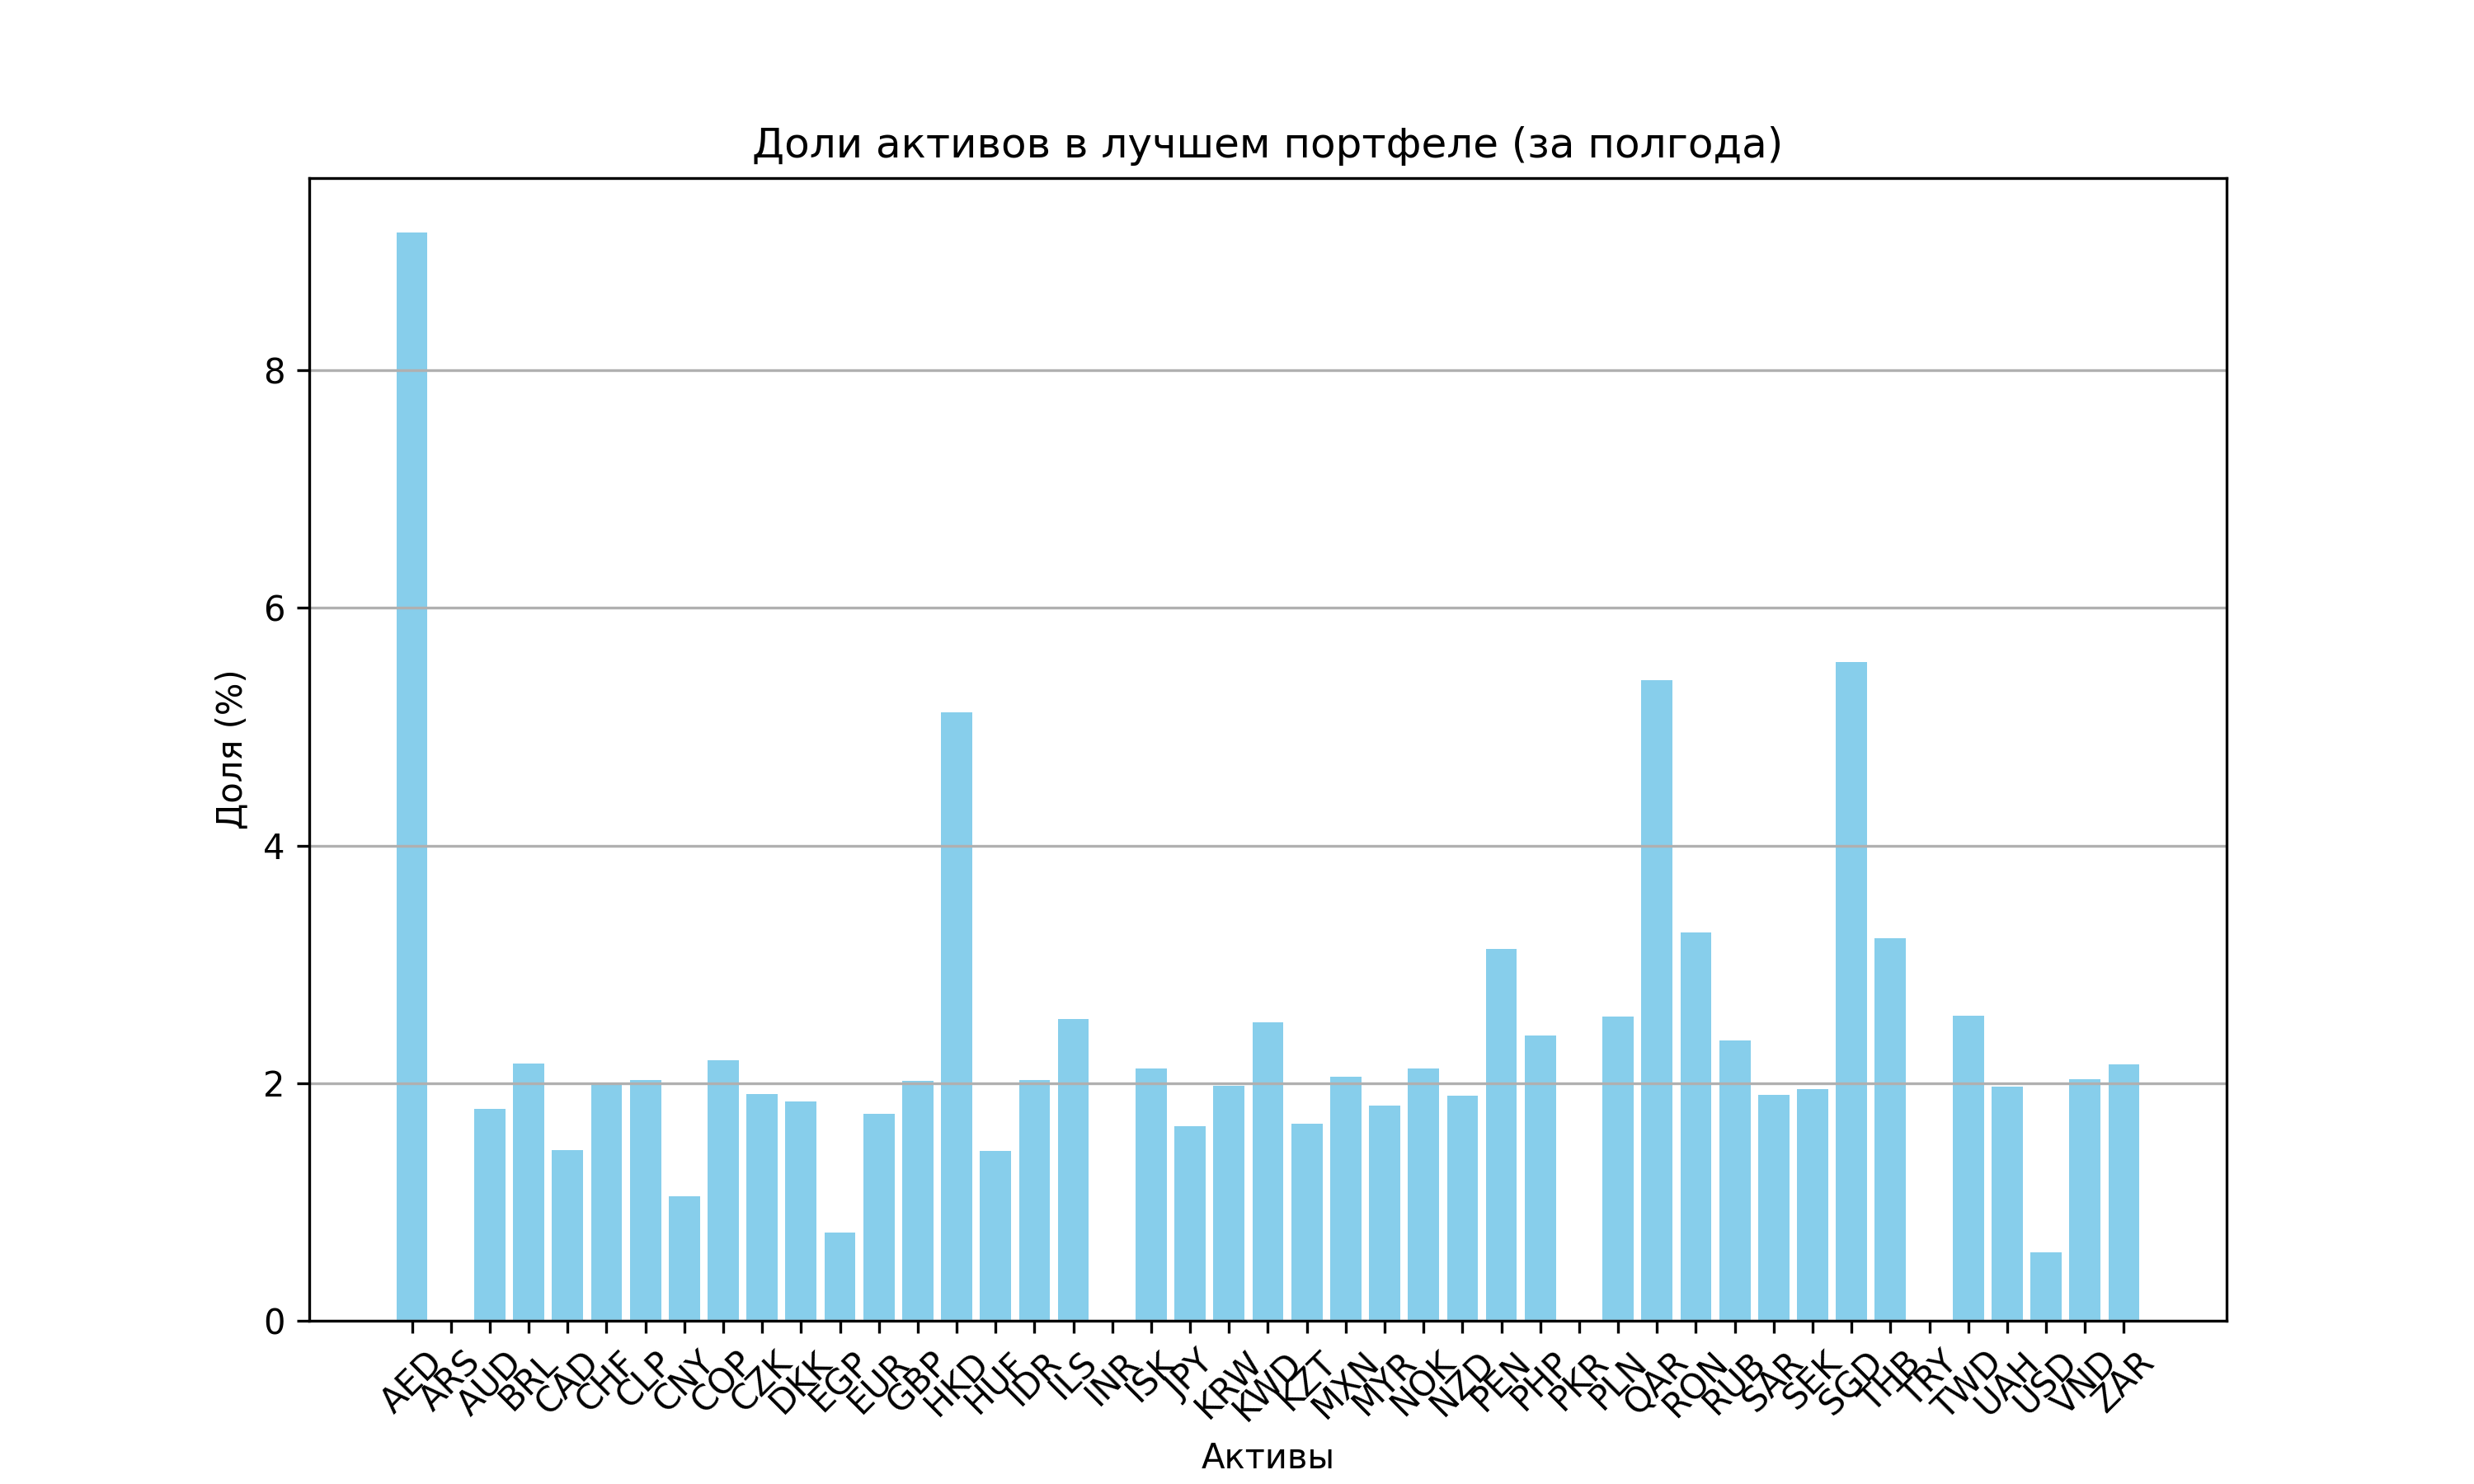 Доли активов в лучшем портфеле (за полгода)
Доля (%)
8
6
4
2
0
AED ARS AUD BRL CAD CHF CLP CNY COP CZK DKK EGP EUR GBP HKD HUF IDR ILS INR ISK JPY KRW KWD KZT MXN MYR NOK NZD PEN PHP PKR PLN QAR RON RUB SAR SEK SGD THB TRY TWD UAH USD VND ZAR
Активы